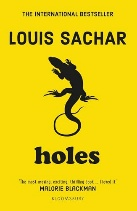 THE INTERNATIONAL BESTSELLER
LOUIS SACHAR
holes
MALORIE BLACKMAN
BLOOMSBURY